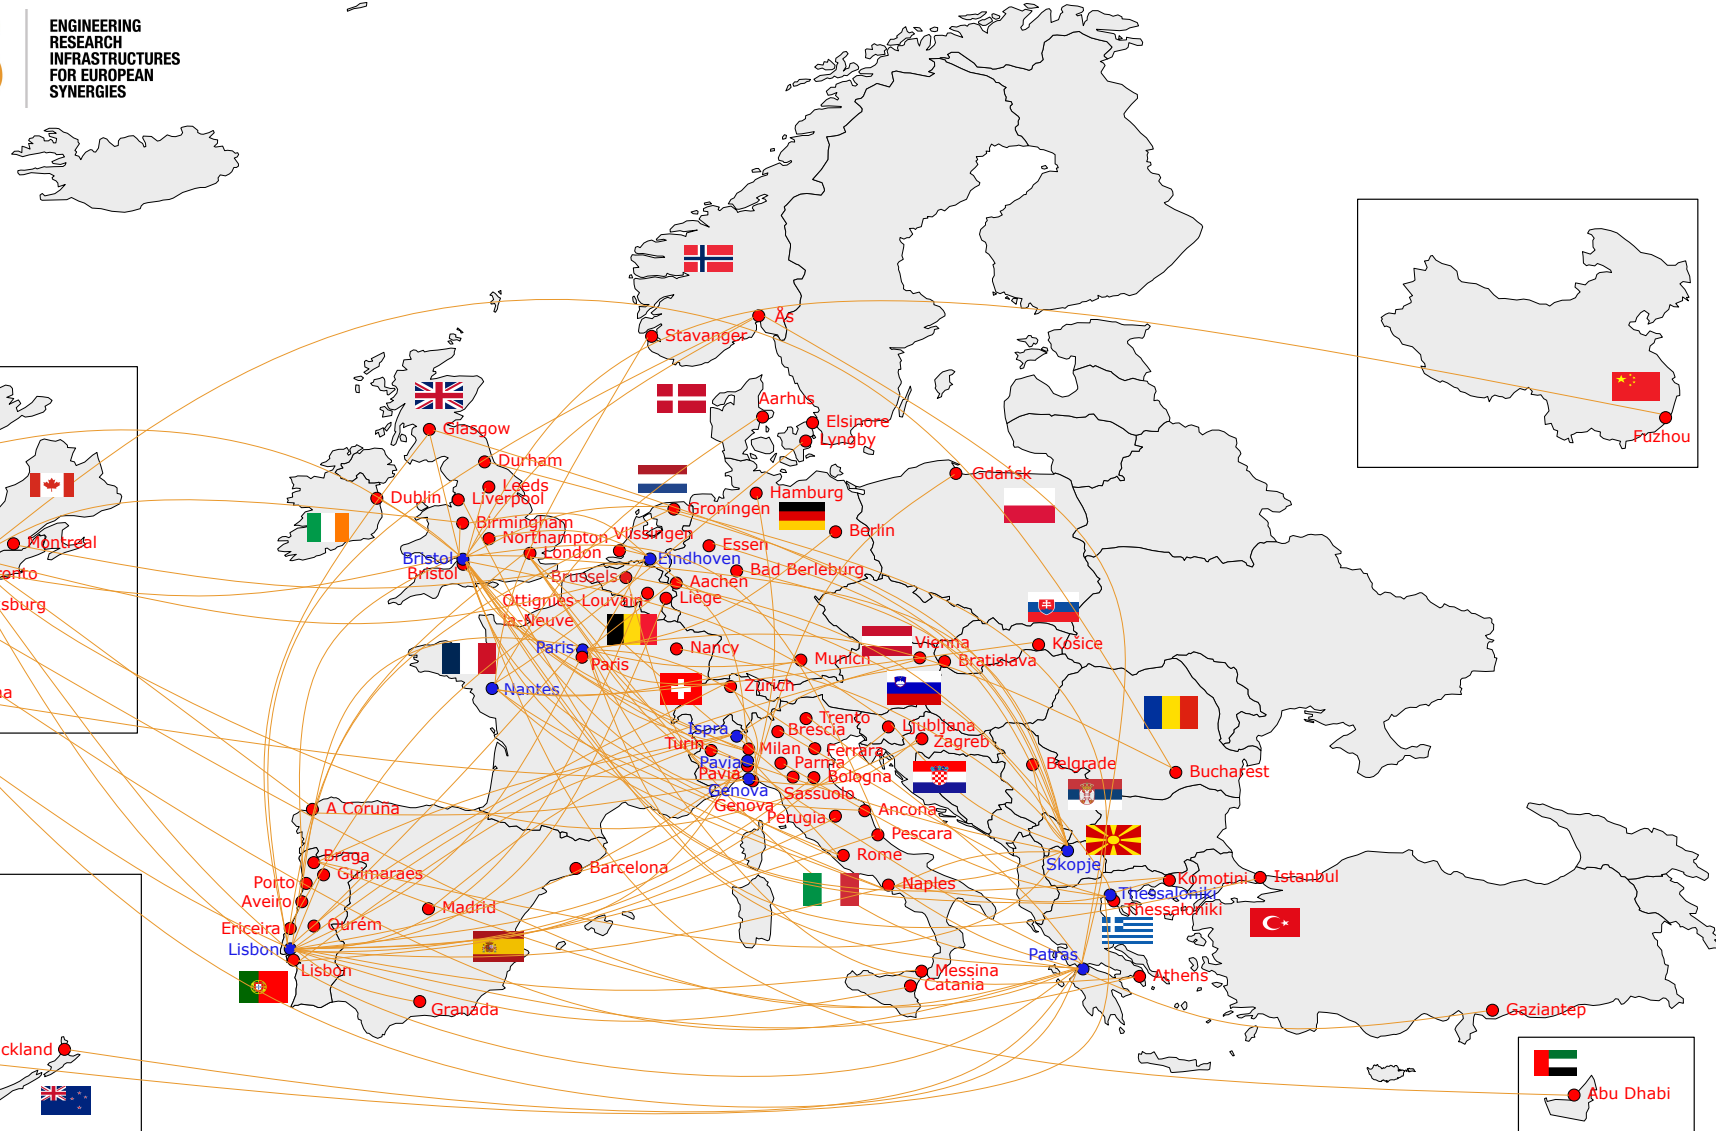 ENGINEERING
RESEARCH
INFRASTRUCTURES
FOR EUROPEAN
SYNERGIES
Ås
Stavanger
Aarhus
Elsinore
Lyngby
Glasgow
Fuzhou
Durham
Gdańsk
Leeds
Dublin
Liverpool
Hamburg
Groningen
Birmingham
Berlin
Northampton
Vlissingen
Montreal
Essen
London
Bristol
Eindhoven
Bristol
Bad Berleburg
Brussels
Aachen
Ottignies-Louvain
Liège
la-Neuve
Paris
Nancy
Vienna
Košice
Paris
Munich
Bratislava
Nantes
Zürich
Trento
Ispra
Brescia
Ljubljana
Turin
Milan
Ferrara
Zagreb
Pavia
Parma
Belgrade
Pavia
Bologna
Bucharest
Genova
Sassuolo
Genova
A Coruna
Perugia
Ancona
Pescara
Braga
Rome
Skopje
Barcelona
Guimaraes
Porto
Naples
Komotini
Istanbul
Aveiro
Madrid
Thessaloniki
Thessaloniki
Ericeira
Ourém
Lisbon
Patras
Lisbon
Messina
Athens
Catania
Granada
Gaziantep
Abu Dhabi